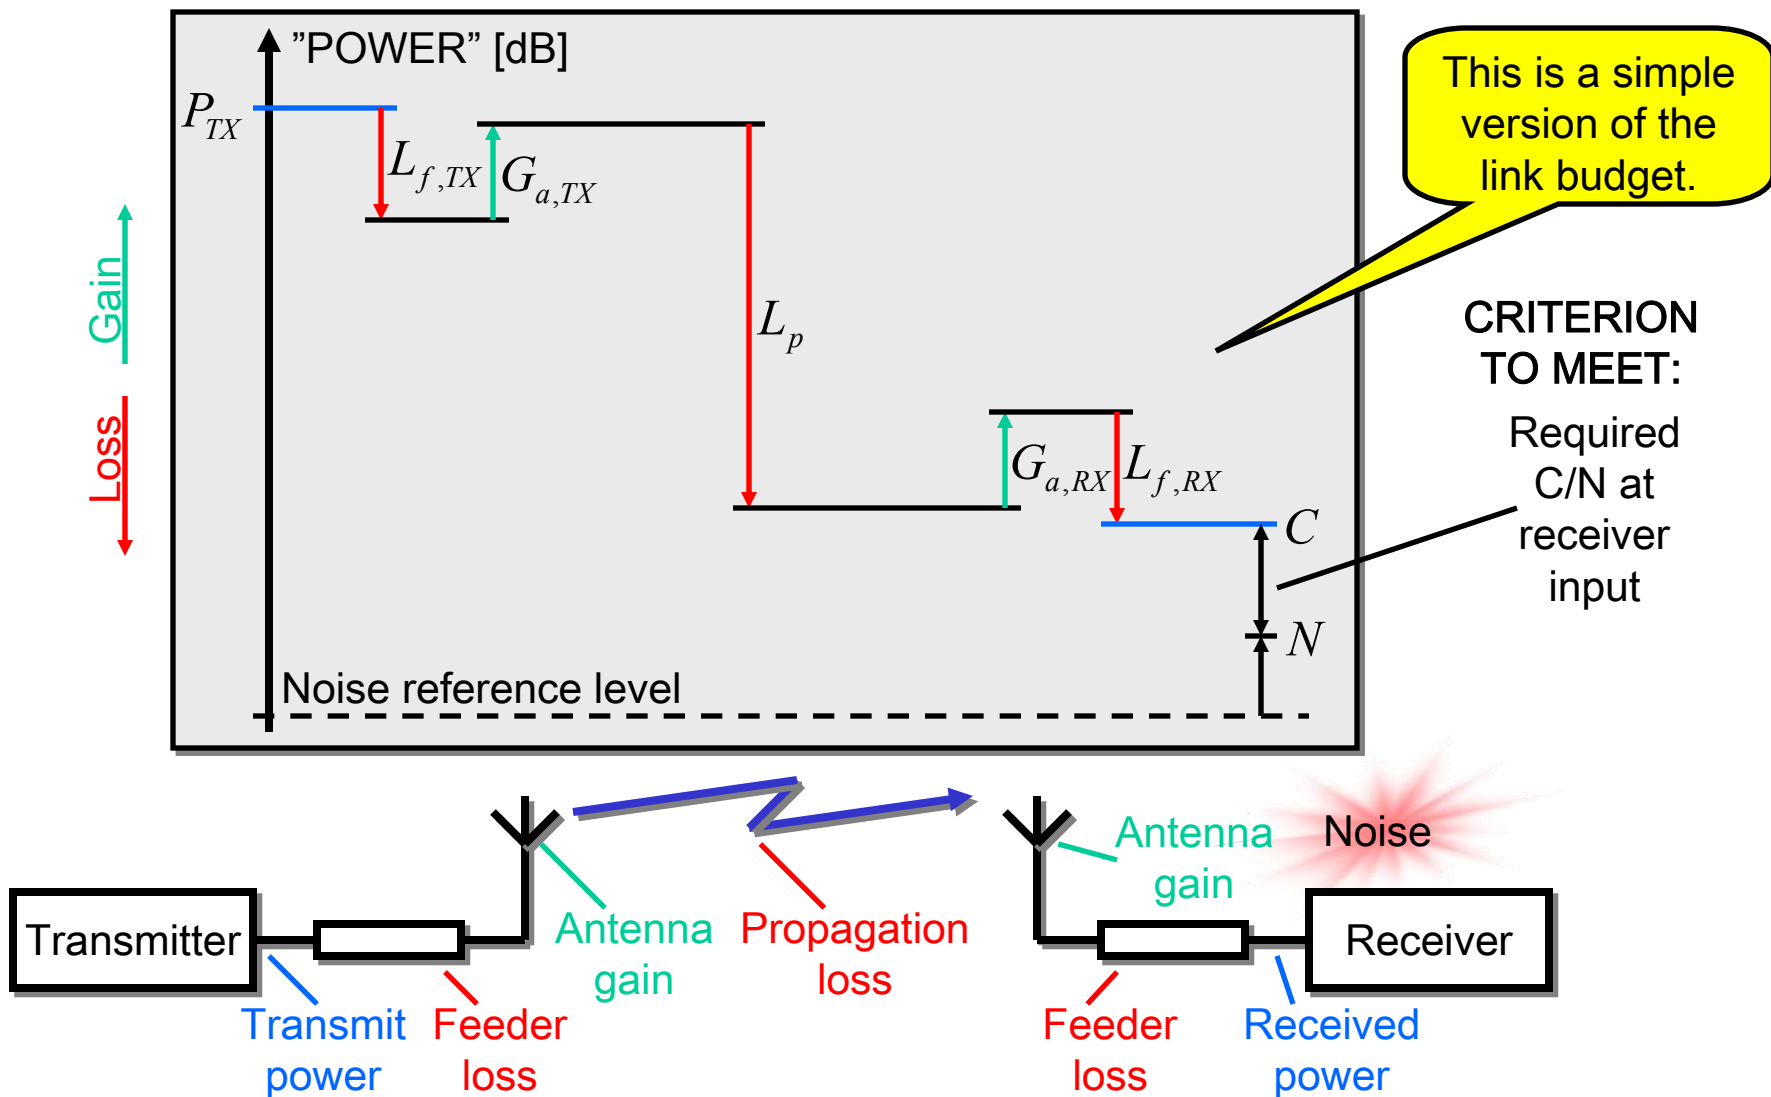 ”POWER” [dB]
P_TX
L_f,TX
G_a,TX
This is a simple
version of the
link budget.
Gain
Loss
L_p
G_a,RX
L_f,RX
C
N
CRITERION
TO MEET:
Required
C/N at
receiver
input
Noise reference level
Transmitter
Transmit
power
Feeder
loss
Antenna
gain
Propagation
loss
Antenna
gain
Noise
Feeder
loss
Received
power
Receiver